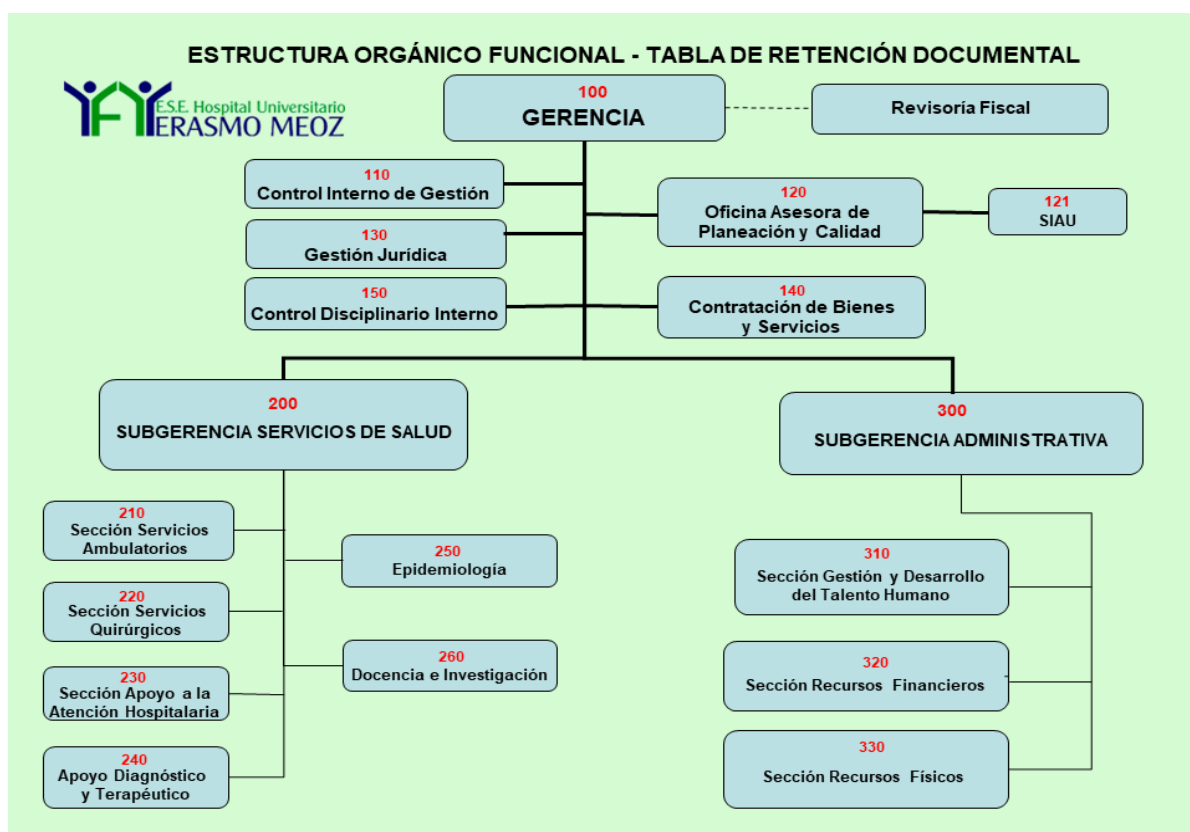 ESTRUCTURA ORGÁNICO FUNCIONAL - TABLA DE RETENCIÓN DOCUMENTAL
E.S.E. Hospital Universitario
ERASMO MEOZ
100
GERENCIA
Revisoría Fiscal
110
Control Interno de Gestión
120
Oficina Asesora de
Planeación y Calidad
121
SIAU
130
Gestión Jurídica
150
Control Disciplinario Interno
140
Contratación de Bienes
y Servicios
200
SUBGERENCIA SERVICIOS DE SALUD
300
SUBGERENCIA ADMINISTRATIVA
210
Sección Servicios
Ambulatorios
250
Epidemiología
220
Sección Servicios
Quirúrgicos
260
Docencia e Investigación
230
Sección Apoyo a la
Atención Hospitalaria
240
Apoyo Diagnóstico
y Terapéutico
310
Sección Gestión y Desarrollo
del Talento Humano
320
Sección Recursos Financieros
330
Sección Recursos Físicos